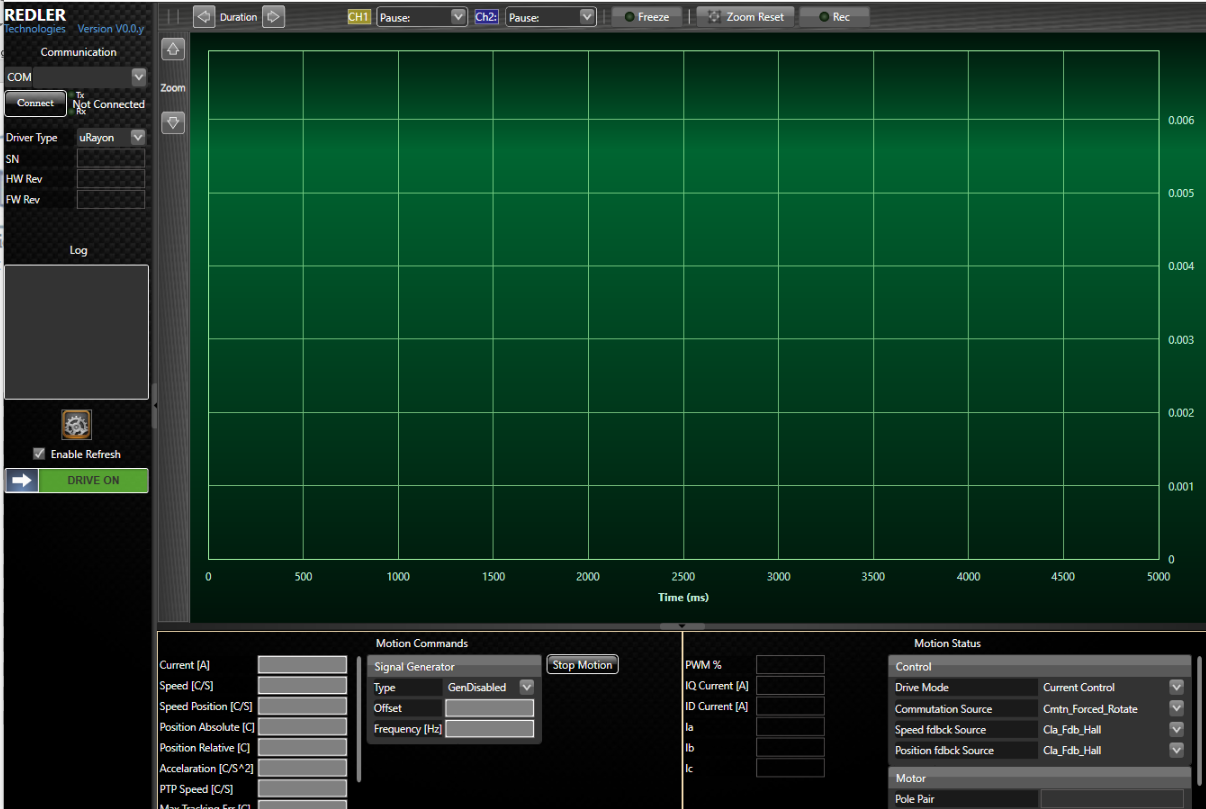 REDLER
Technologies Version V0.0.y
Communication
COM
Connect
Tx
Not Connected
Rx
Driver Type uRayon
SN
HW Rev
FW Rev
Log
Enable Refresh
DRIVE ON
Duration CH1 Pause: Ch2: Pause: Freeze Zoom Reset Rec
Zoom
0.006
0.005
0.004
0.003
0.002
0.001
0
0 500 1000 1500 2000 2500 3000 3500 4000 4500 5000
Time (ms)
Motion Commands
Current [A]
Speed [C/S]
Speed Position [C/S]
Position Absolute [C]
Position Relative [C]
Accelaration [C/S^2]
PTP Speed [C/S]
Max Tracking Err [C]
Signal Generator
Type GenDisabled
Offset
Frequency [Hz]
Stop Motion
Motion Status
PWM %
IQ Current [A]
ID Current [A]
Ia
Ib
Ic
Control
Drive Mode Current Control
Commutation Source Cmtn_Forced_Rotate
Speed fdbck Source Cla_Fdb_Hall
Position fdbck Source Cla_Fdb_Hall
Motor
Pole Pair